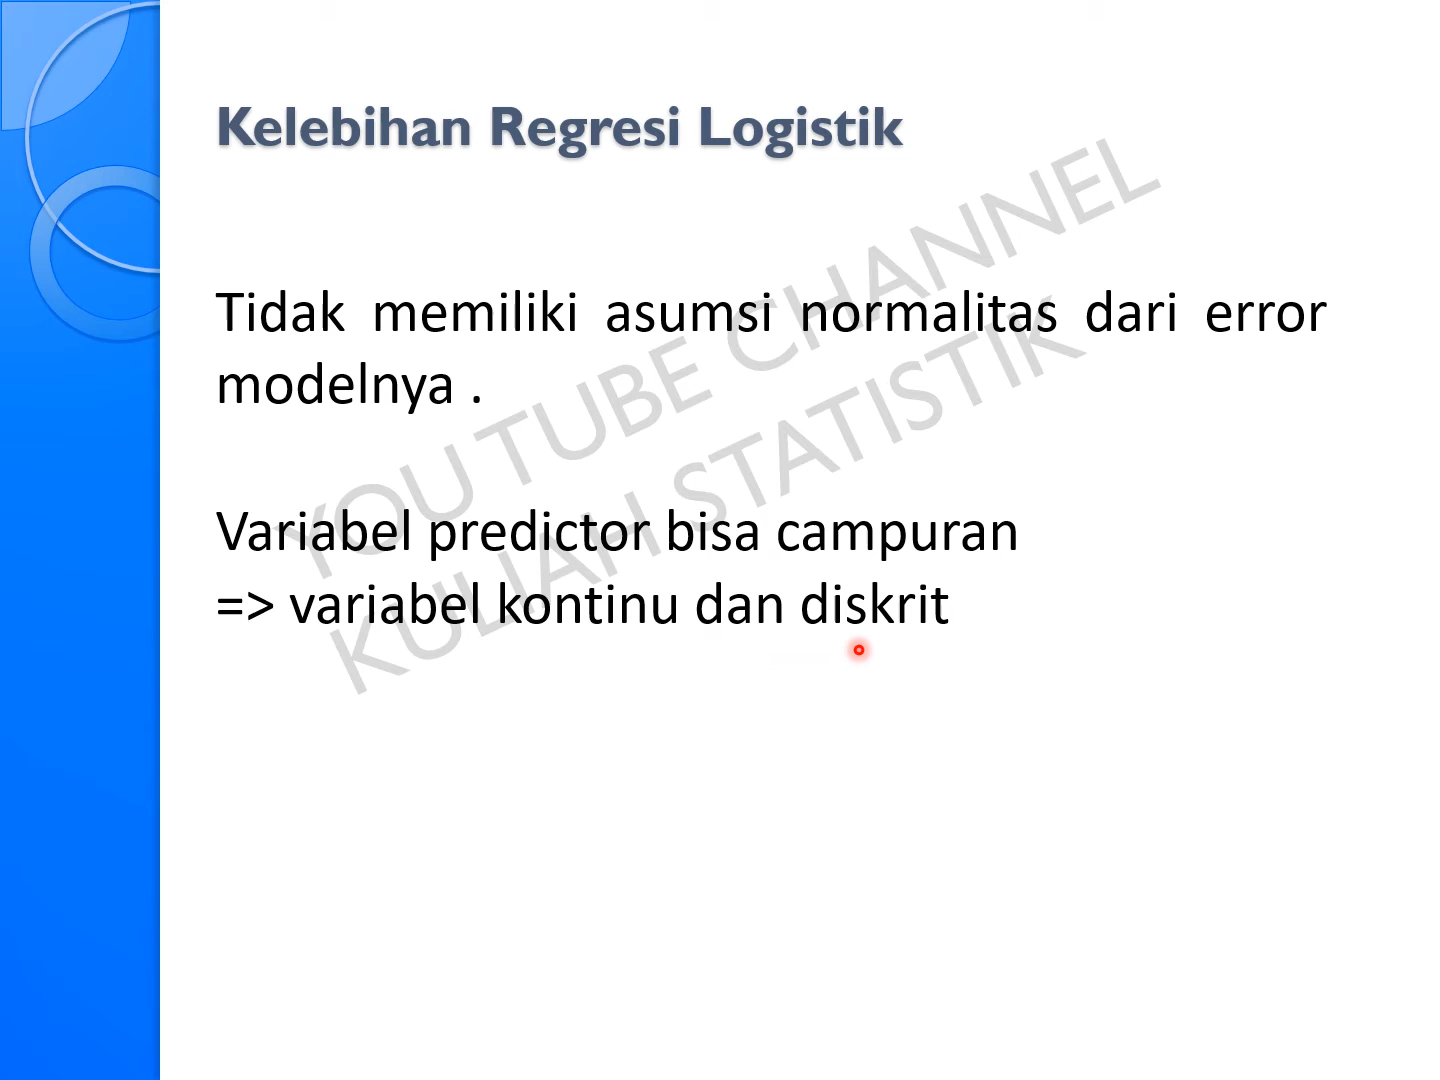 Kelebihan Regresi Logistik
Tidak memiliki asumsi normalitas dari error
modelnya .
Variabel predictor bisa campuran
=> variabel kontinu dan diskrit
YOUTUBE CHANNEL
KULIAH STATISTIK